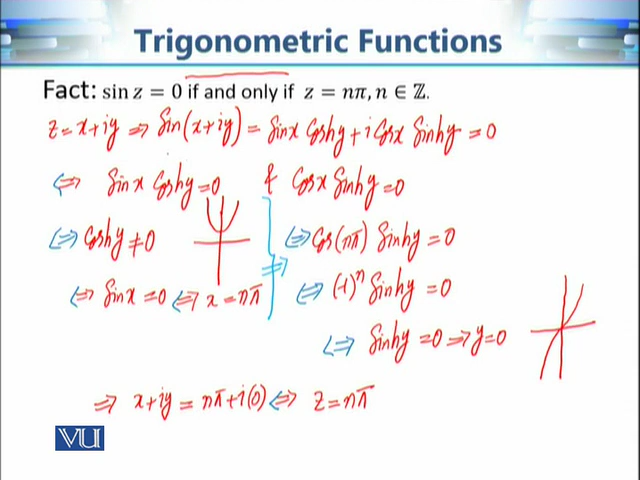 Trigonometric Functions
Fact: sin z = 0 if and only if z = nπ, n ∈ ℤ.
z = x+iy ⇒ Sin(x+iy) = Sinx Coshy + i Cosx Sinhy = 0
⇔ Sinx Coshy = 0 & Cosx Sinhy = 0
⇔ Coshy ≠ 0 ⇔ Cos(nπ) Sinhy = 0
⇔ Sinx = 0 ⇔ x = nπ ⇒ ⇔ (-1)ⁿ Sinhy = 0
⇔ Sinhy = 0 ⇒ y = 0
⇒ x+iy = nπ + i(0) ⇔ z = nπ
VU